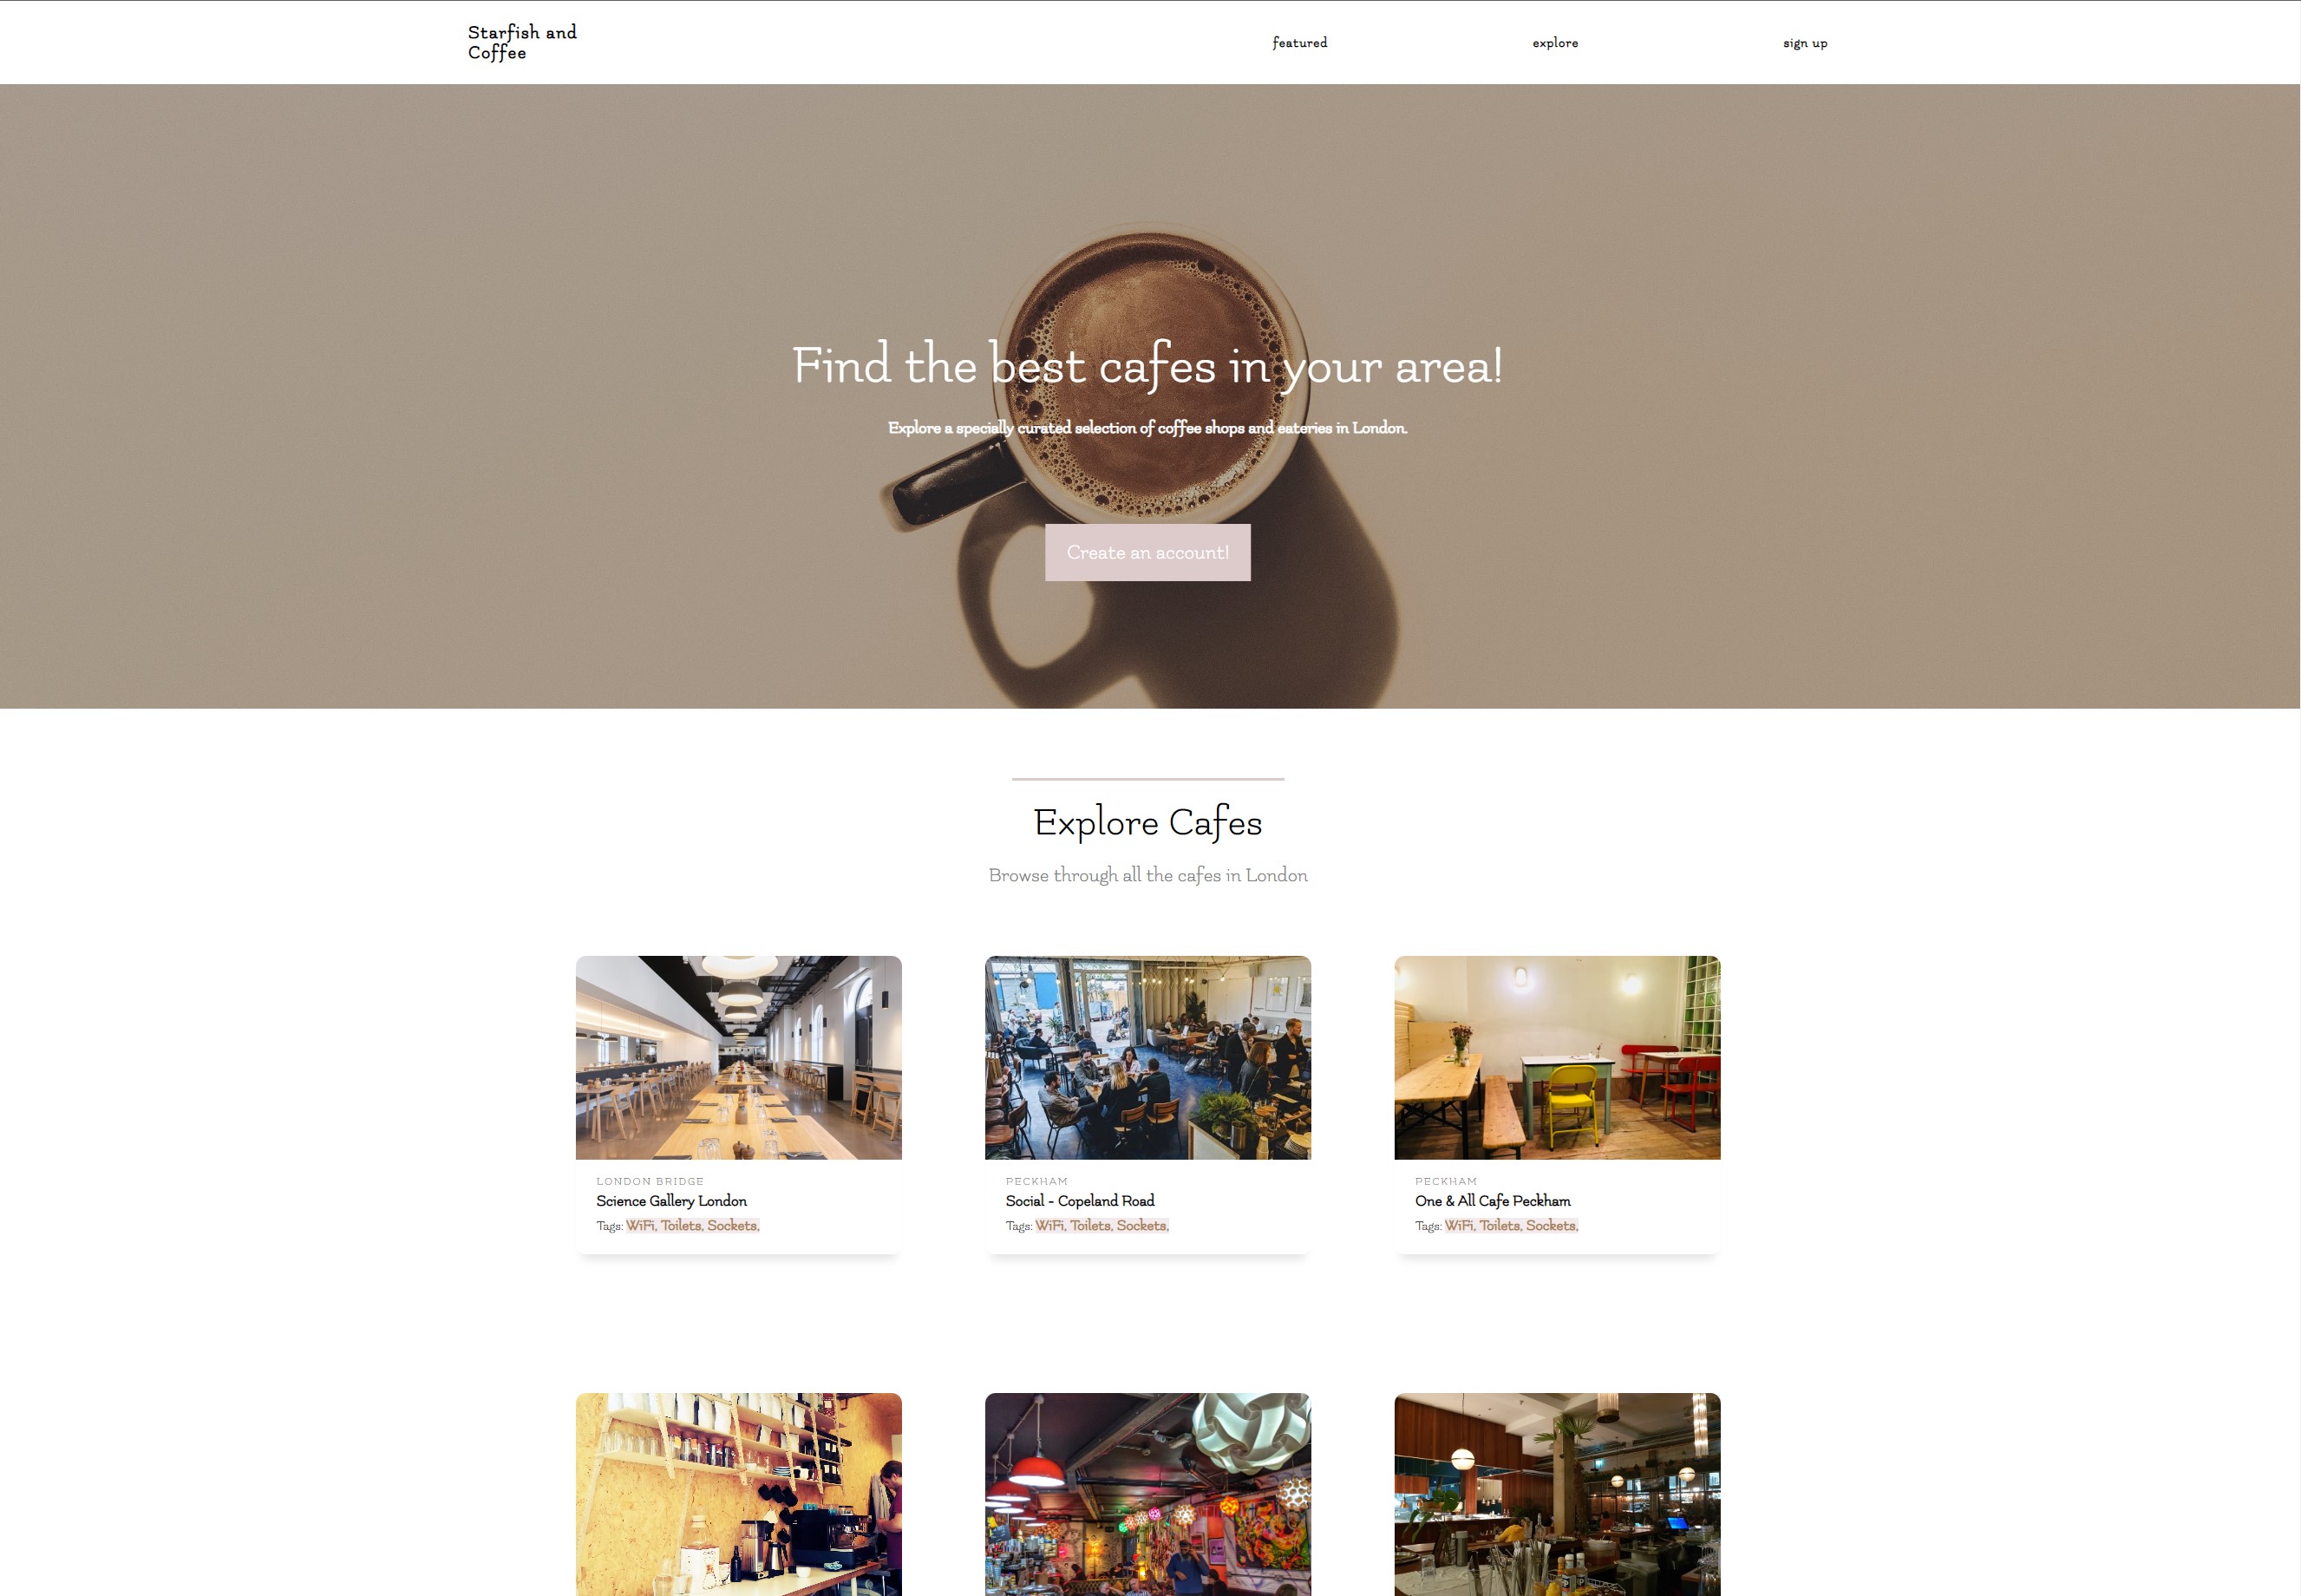 Starfish and
Coffee
featured
explore
sign up
Find the best cafes in your area!
Explore a specially curated selection of coffee shops and eateries in London.
Create an account!
Explore Cafes
Browse through all the cafes in London
LONDON BRIDGE
Science Gallery London
Tags: WiFi, Toilets, Sockets,
PECKHAM
Social - Copeland Road
Tags: WiFi, Toilets, Sockets,
PECKHAM
One & All Cafe Peckham
Tags: WiFi, Toilets, Sockets,